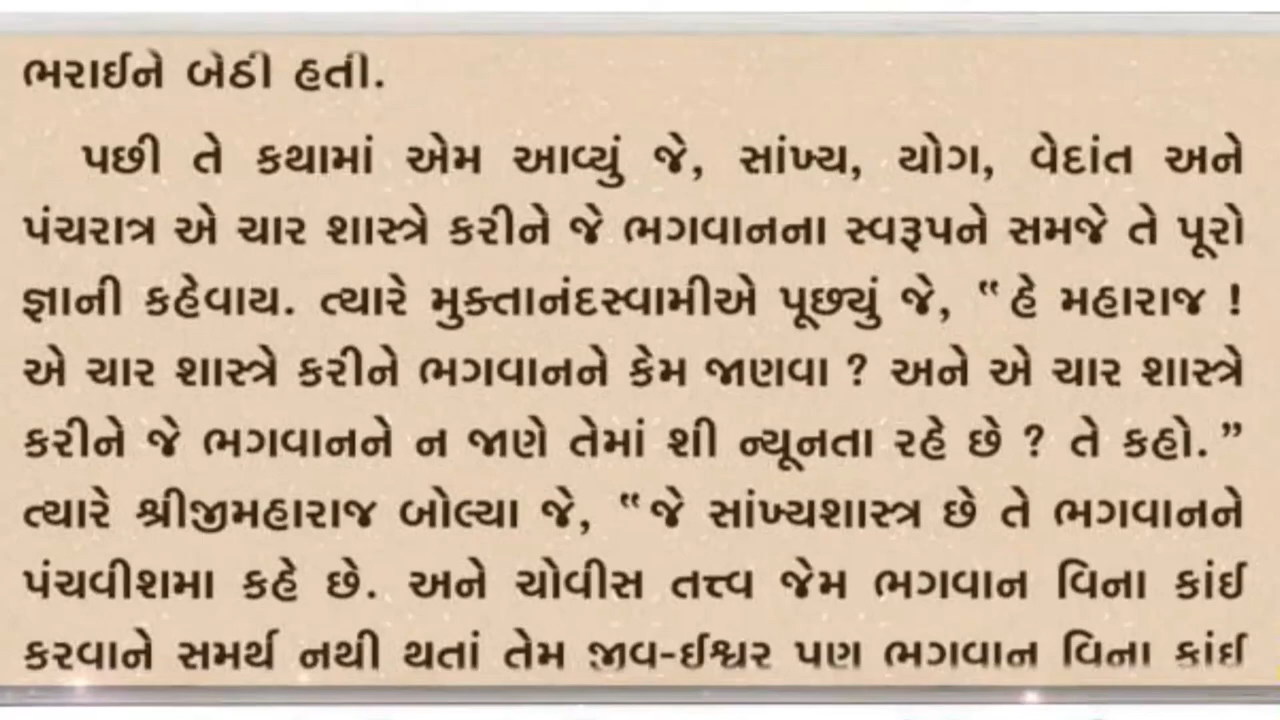 ભરાઈને બેઠી હતી.
પછી તે કથામાં એમ આવ્યું જે, સાંખ્ય, યોગ, વેદાંત અને
પંચરાત્ર એ ચાર શાસ્ત્રે કરીને જે ભગવાનના સ્વરૂપને સમજે તે પૂરો
જ્ઞાની કહેવાય. ત્યારે મુક્તાનંદસ્વામીએ પૂછ્યું જે, “હે મહારાજ !
એ ચાર શાસ્ત્રે કરીને ભગવાનને કેમ જાણવા ? અને એ ચાર શાસ્ત્રે
કરીને જે ભગવાનને ન જાણે તેમાં શી ન્યૂનતા રહે છે ? તે કહો.”
ત્યારે શ્રીજીમહારાજ બોલ્યા જે, “જે સાંખ્યશાસ્ત્ર છે તે ભગવાનને
પંચવીશમા કહે છે. અને ચોવીસ તત્ત્વ જેમ ભગવાન વિના કાંઈ
કરવાને સમર્થ નથી થતાં તેમ જીવ-ઈશ્વર પણ ભગવાન વિના કાંઈ